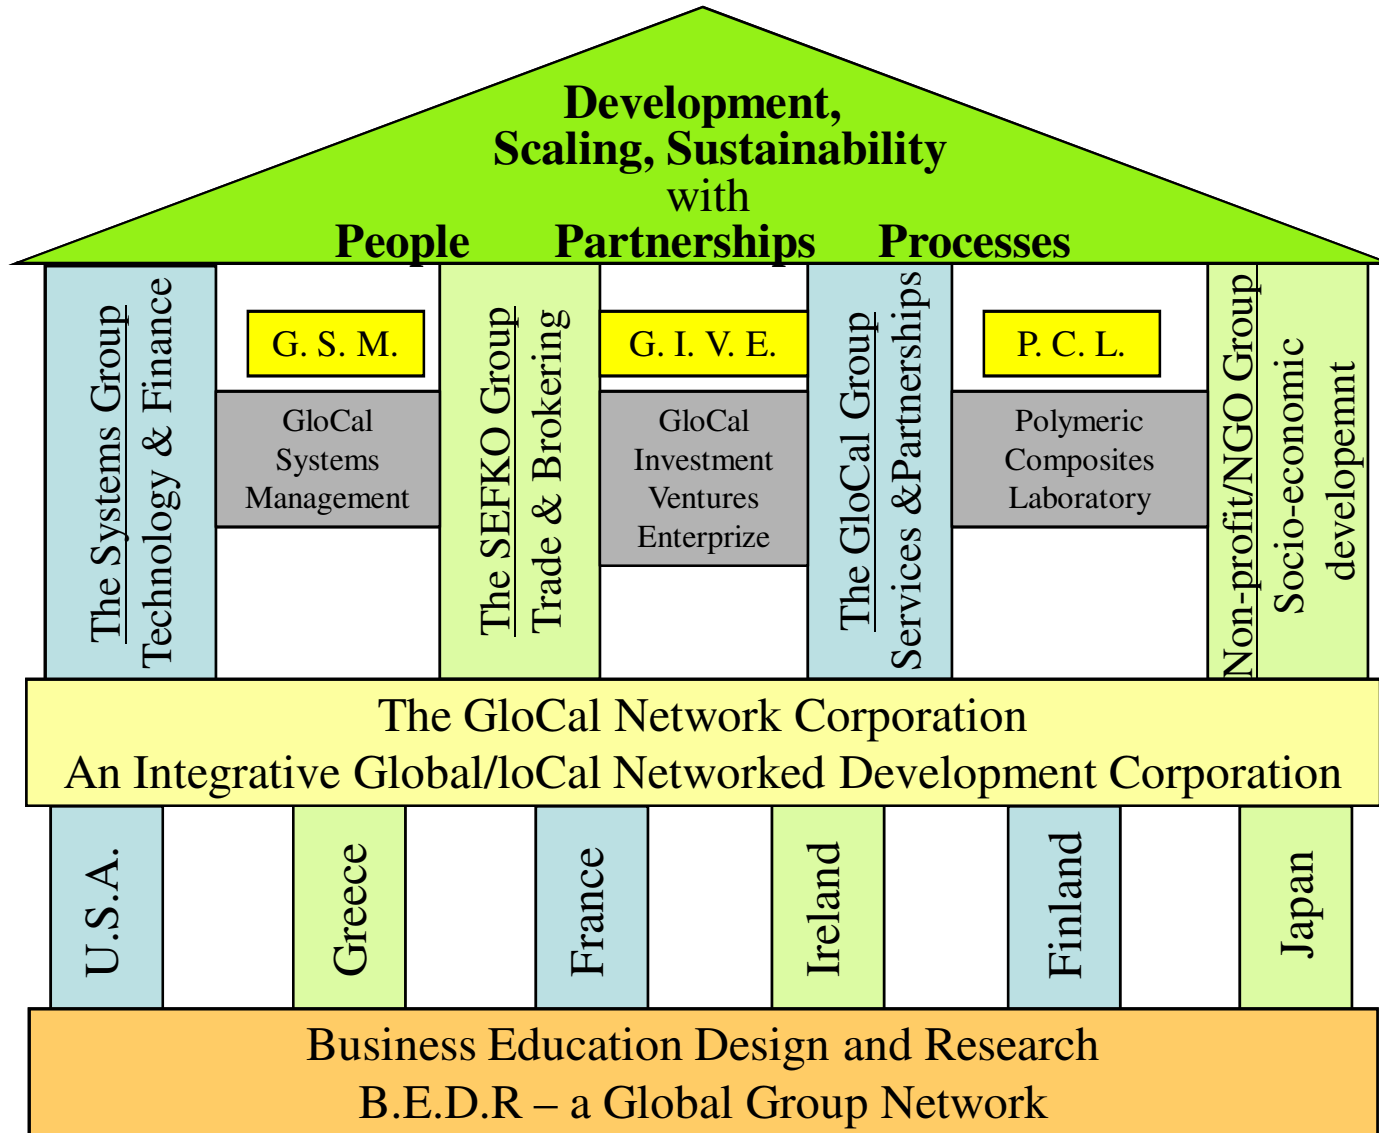 Development,
Scaling, Sustainability
with
People Partnerships Processes
The Systems Group
Technology & Finance
G. S. M.
GloCal
Systems
Management
The SEFKO Group
Trade & Brokering
G. I. V. E.
GloCal
Investment
Ventures
Enterprize
The GloCal Group
Services &Partnerships
P. C. L.
Polymeric
Composites
Laboratory
Non-profit/NGO Group
Socio-economic
developemnt
The GloCal Network Corporation
An Integrative Global/loCal Networked Development Corporation
U.S.A.
Greece
France
Ireland
Finland
Japan
Business Education Design and Research
B.E.D.R – a Global Group Network